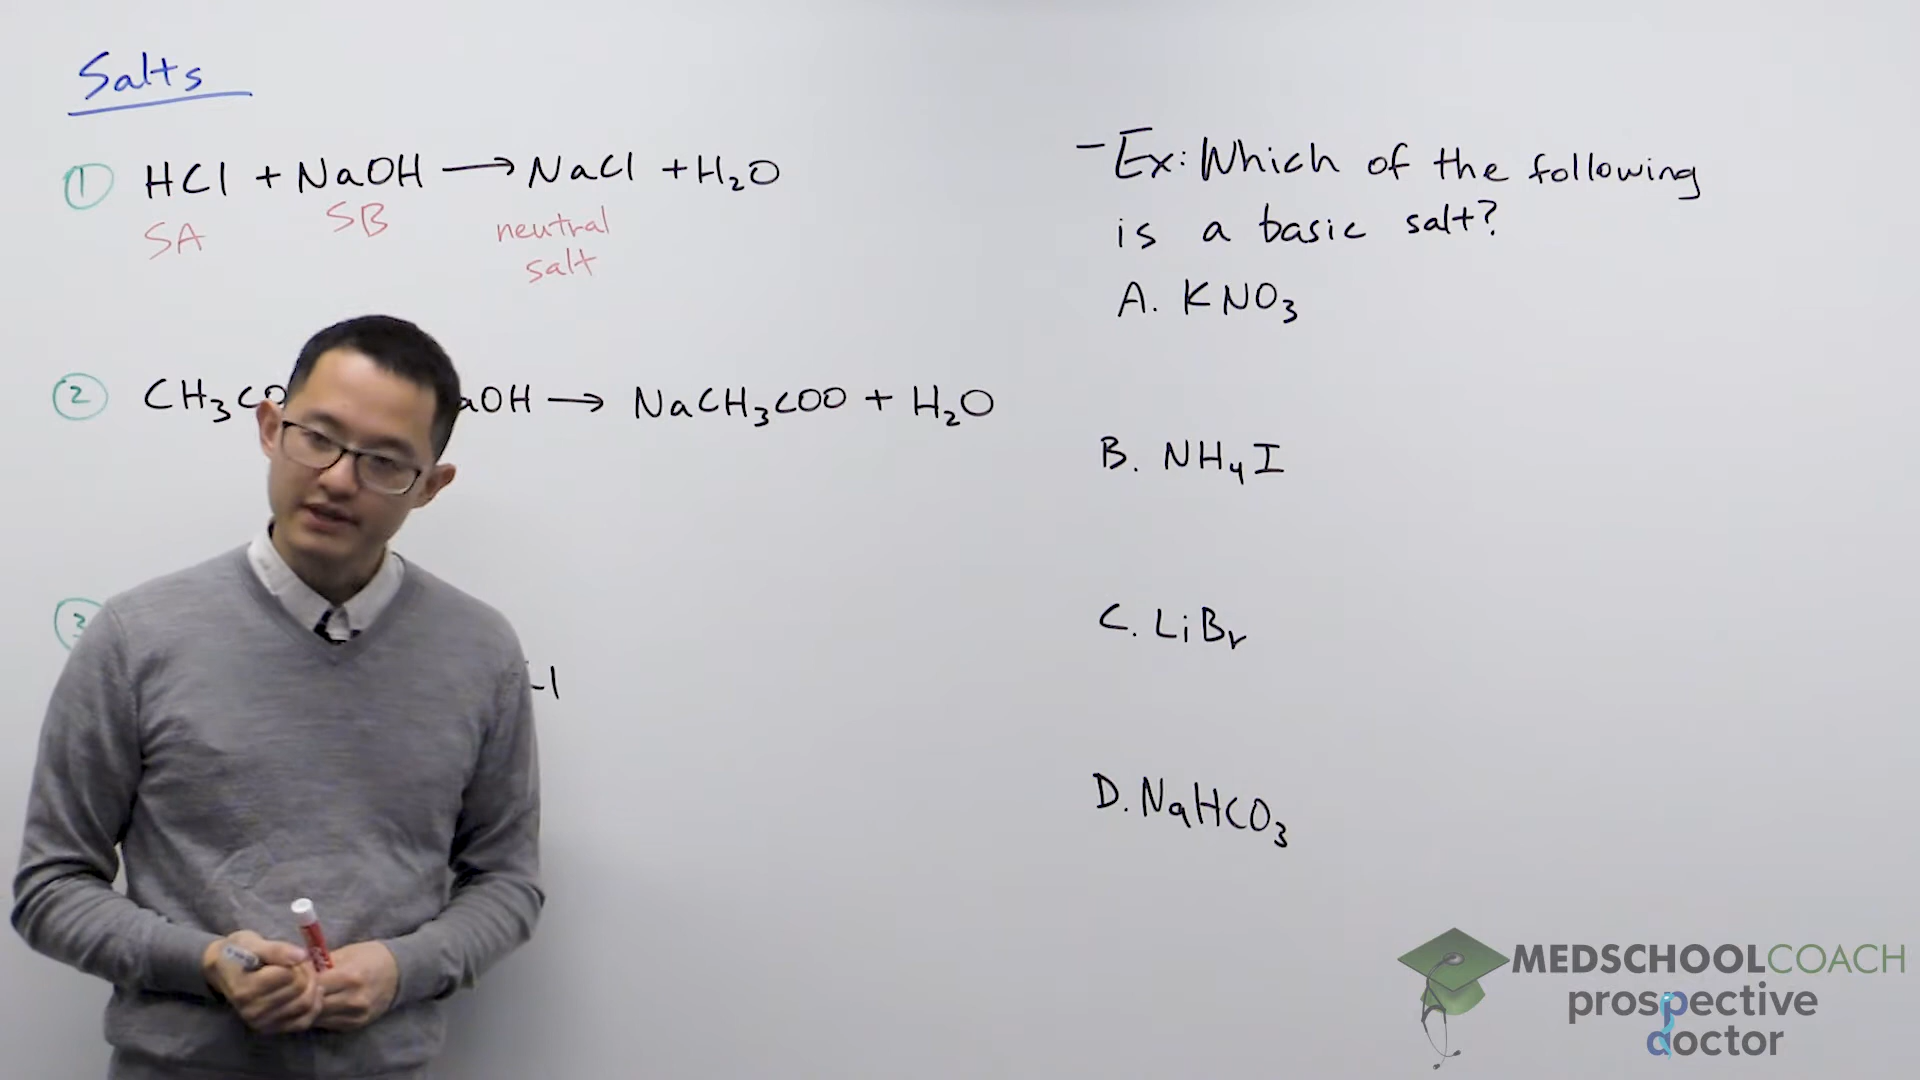 Salts
① HCl + NaOH → NaCl + H₂O
SA SB neutral
salt
② CH₃CO aOH → NaCH₃COO + H₂O
③
- Ex: Which of the following
is a basic salt?
A. KNO₃
B. NH₄I
C. LiBr
D. NaHCO₃
MEDSCHOOLCOACH
prospective
doctor